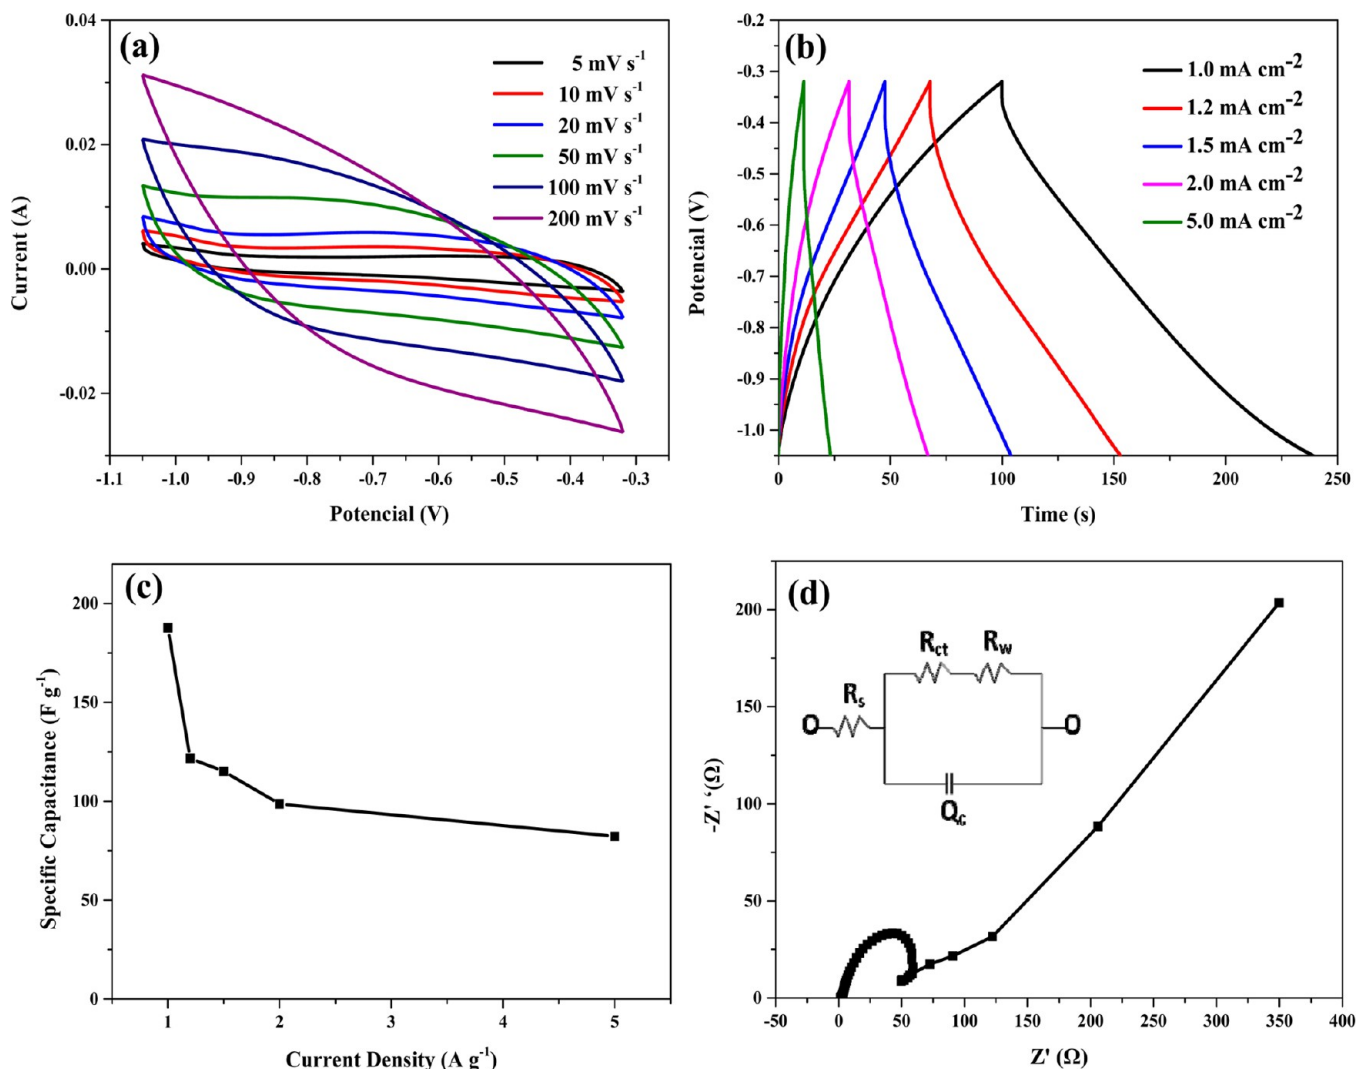 (a)
5 mV s-1
10 mV s-1
20 mV s-1
50 mV s-1
100 mV s-1
200 mV s-1
0.04
0.02
0.00
-0.02
Current (A)
-1.1 -1.0 -0.9 -0.8 -0.7 -0.6 -0.5 -0.4 -0.3
Potencial (V)
(b)
1.0 mA cm-2
1.2 mA cm-2
1.5 mA cm-2
2.0 mA cm-2
5.0 mA cm-2
-0.2
-0.3
-0.4
-0.5
-0.6
-0.7
-0.8
-0.9
-1.0
Potencial (V)
0 50 100 150 200 250
Time (s)
(c)
200
150
100
50
0
Specific Capacitance (F g-1)
1 2 3 4 5
Current Density (A g-1)
(d)
Rct Rw
Rs
O O
Qc
200
150
100
50
0
-Z' ‘(Ω)
-50 0 50 100 150 200 250 300 350 400
Z' (Ω)